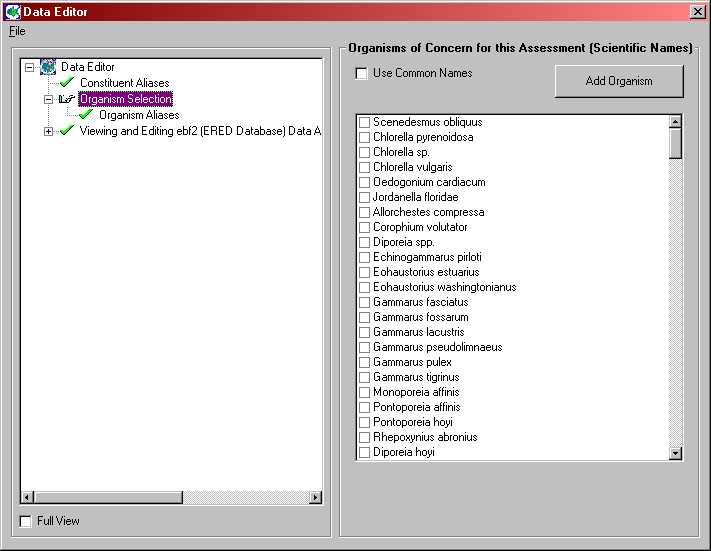 Data Editor
File
Data Editor
Constituent Aliases
Organism Selection
Organism Aliases
Viewing and Editing ebf2 (ERED Database) Data A
Full View
Organisms of Concern for this Assessment (Scientific Names)
Use Common Names
Add Organism
Scenedesmus obliquus
Chlorella pyrenoidosa
Chlorella sp.
Chlorella vulgaris
Oedogonium cardiacum
Jordanella floridae
Allorchestes compressa
Corophium volutator
Diporeia spp.
Echinogammarus pirloti
Eohaustorius estuarius
Eohaustorius washingtonianus
Gammarus fasciatus
Gammarus fossarum
Gammarus lacustris
Gammarus pseudolimnaeus
Gammarus pulex
Gammarus tigrinus
Monoporeia affinis
Pontoporeia affinis
Pontoporeia hoyi
Rhepoxynius abronius
Diporeia hoyi